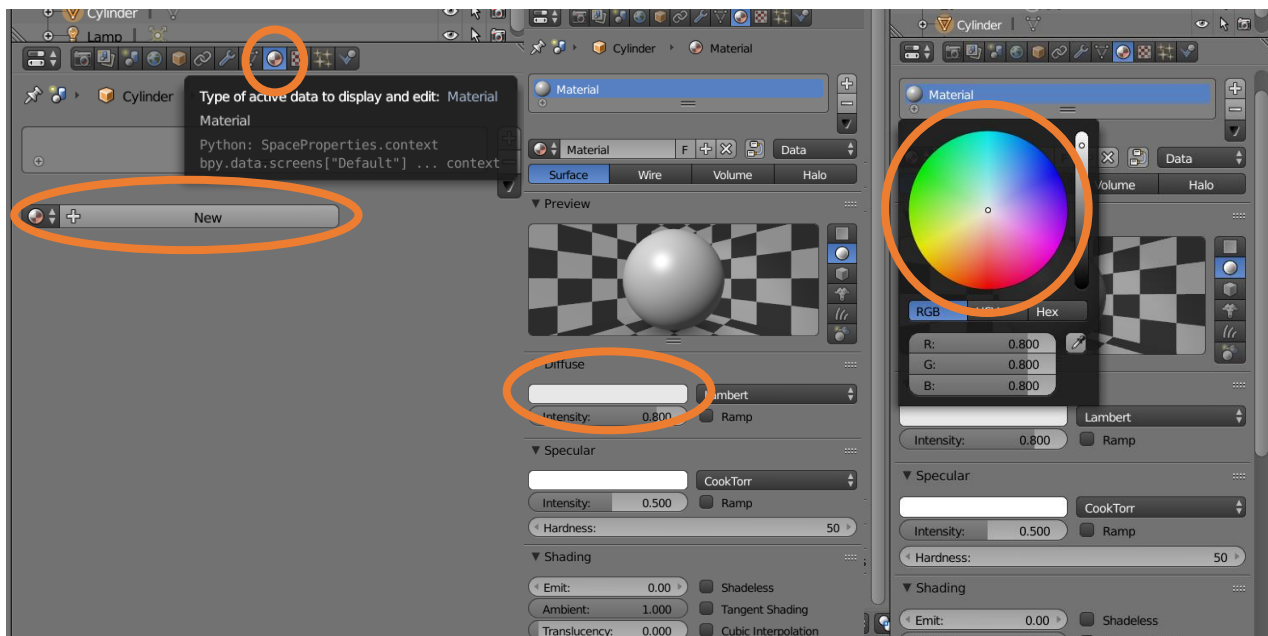 Cylinder
Lamp
Cylinder
Type of active data to display and edit: Material
Material
Python: SpaceProperties.context
bpy.data.screens["Default"] ... context
New
Cylinder
Material
Material
Material
F
Data
Surface
Wire
Volume
Halo
Preview
Diffuse
Lambert
Intensity:
0.800
Ramp
Specular
CookTorr
Intensity:
0.500
Ramp
Hardness:
50
Shading
Emit:
0.00
Shadeless
Ambient:
1.000
Tangent Shading
Translucency:
0.000
Cubic Interpolation
Cylinder
Material
Data
Volume
Halo
RGB
Hex
R:
0.800
G:
0.800
B:
0.800
Lambert
Intensity:
0.800
Ramp
Specular
CookTorr
Intensity:
0.500
Ramp
Hardness:
50
Shading
Emit:
0.00
Shadeless